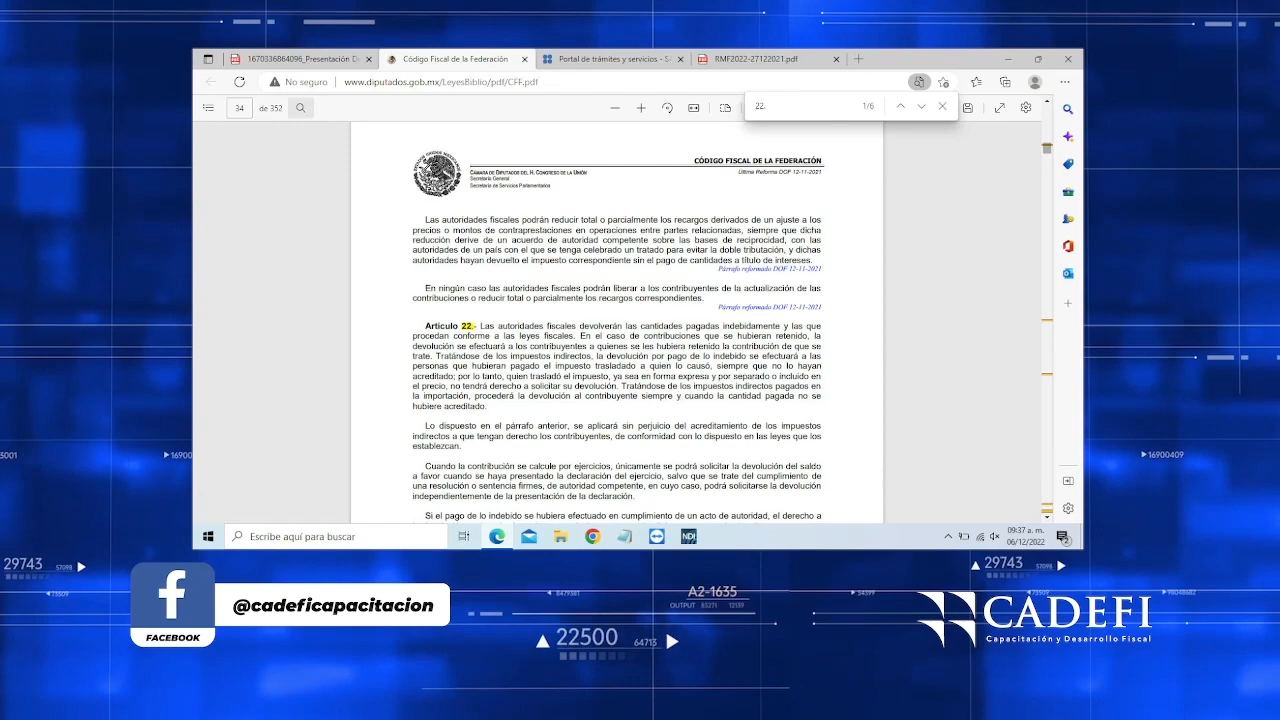 1670336864096_Presentación D
Código Fiscal de la Federación
Portal de trámites y servicios - S
RMF2022-27122021.pdf
No seguro
www.diputados.gob.mx/LeyesBiblio/pdf/CFF.pdf
34
de 352
22.
1/6
CÓDIGO FISCAL DE LA FEDERACIÓN
CÁMARA DE DIPUTADOS DEL H. CONGRESO DE LA UNIÓN
Última Reforma DOF 12-11-2021
Secretaría General
Secretaría de Servicios Parlamentarios
Las autoridades fiscales podrán reducir total o parcialmente los recargos derivados de un ajuste a los
precios o montos de contraprestaciones en operaciones entre partes relacionadas, siempre que dicha
reducción derive de un acuerdo de autoridad competente sobre las bases de reciprocidad, con las
autoridades de un país con el que se tenga celebrado un tratado para evitar la doble tributación, y dichas
autoridades hayan devuelto el impuesto correspondiente sin el pago de cantidades a título de intereses.
Párrafo reformado DOF 12-11-2021
En ningún caso las autoridades fiscales podrán liberar a los contribuyentes de la actualización de las
contribuciones o reducir total o parcialmente los recargos correspondientes.
Párrafo reformado DOF 12-11-2021
Artículo 22.- Las autoridades fiscales devolverán las cantidades pagadas indebidamente y las que
procedan conforme a las leyes fiscales. En el caso de contribuciones que se hubieran retenido, la
devolución se efectuará a los contribuyentes a quienes se les hubiera retenido la contribución de que se
trate. Tratándose de los impuestos indirectos, la devolución por pago de lo indebido se efectuará a las
personas que hubieran pagado el impuesto trasladado a quien lo causó, siempre que no lo hayan
acreditado; por lo tanto, quien trasladó el impuesto, ya sea en forma expresa y por separado o incluido en
el precio, no tendrá derecho a solicitar su devolución. Tratándose de los impuestos indirectos pagados en
la importación, procederá la devolución al contribuyente siempre y cuando la cantidad pagada no se
hubiere acreditado.
Lo dispuesto en el párrafo anterior, se aplicará sin perjuicio del acreditamiento de los impuestos
indirectos a que tengan derecho los contribuyentes, de conformidad con lo dispuesto en las leyes que los
establezcan.
Cuando la contribución se calcule por ejercicios, únicamente se podrá solicitar la devolución del saldo
a favor cuando se haya presentado la declaración del ejercicio, salvo que se trate del cumplimiento de
una resolución o sentencia firmes, de autoridad competente, en cuyo caso, podrá solicitarse la devolución
independientemente de la presentación de la declaración.
Si el pago de lo indebido se hubiera efectuado en cumplimiento de un acto de autoridad, el derecho a
Escribe aquí para buscar
NDI
09:37 a. m.
06/12/2022
2
3001
16900
16900409
29743
57098
73509
8479381
A2-1635
OUTPUT 83271 12139
22500
64713
54399
29743
57098
73509
98048682
FACEBOOK
@cadeficapacitacion
CADEFI
Capacitación y Desarrollo Fiscal